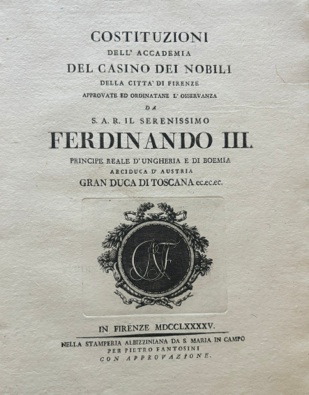 COSTITUZIONI
DELL' ACCADEMIA
DEL CASINO DEI NOBILI
DELLA CITTA' DI FIRENZE
APPROVATE ED ORDINATANE L' OSSERVANZA
DA
S. A. R. IL SERENISSIMO
FERDINANDO III.
PRINCIPE REALE D' UNGHERIA E DI BOEMIA
ARCIDUCA D' AUSTRIA
GRAN DUCA DI TOSCANA ec.ec.ec.
IN FIRENZE MDCCLXXXXV.
NELLA STAMPERIA ALBIZZINIANA DA S. MARIA IN CAMPO
PER PIETRO FANTOSINI
CON APPROVAZIONE.